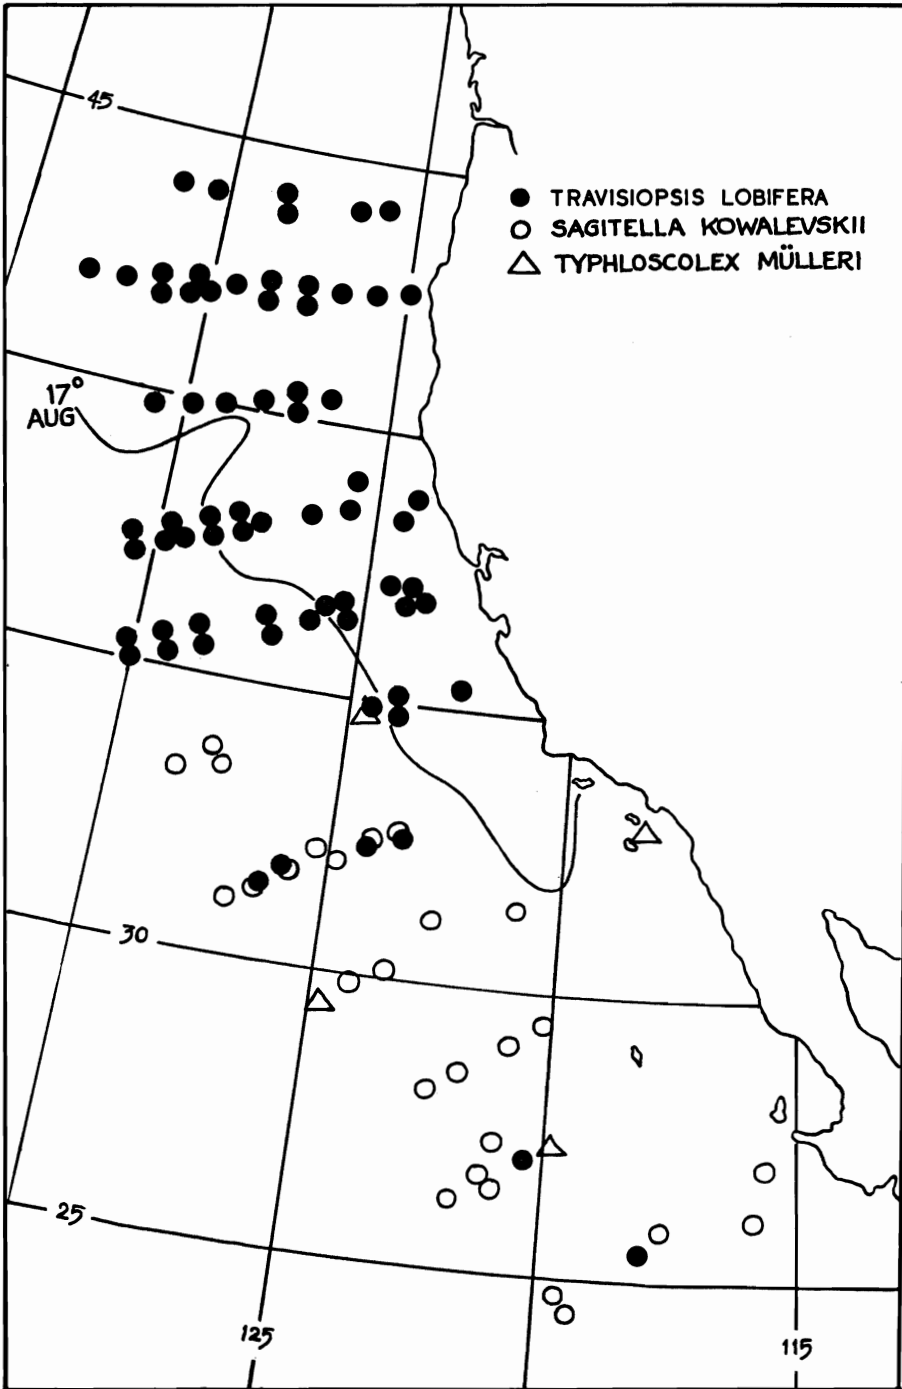 45
TRAVISIOPSIS LOBIFERA
SAGITELLA KOWALEVSKII
TYPHLOSCOLEX MÜLLERI
17°
AUG
30
25
125
115